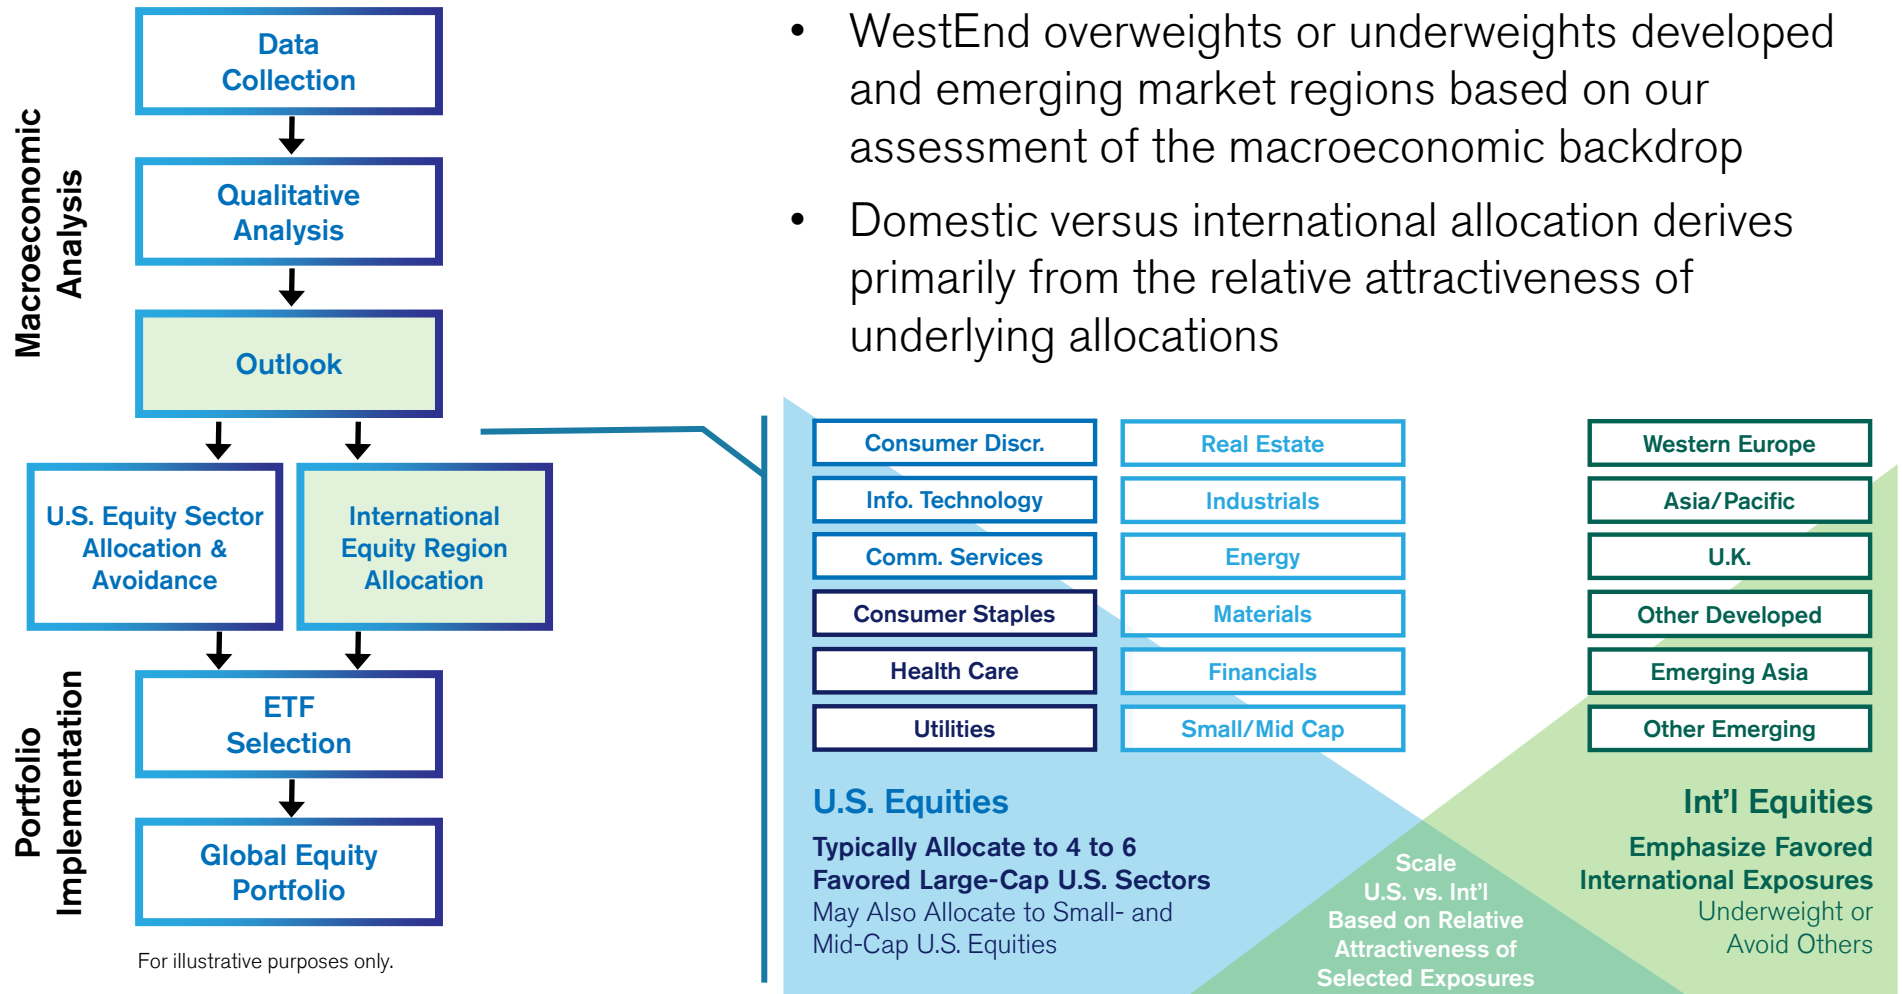 Macroeconomic
Analysis
Data
Collection
Qualitative
Analysis
Outlook
U.S. Equity Sector
Allocation &
Avoidance
International
Equity Region
Allocation
Portfolio
Implementation
ETF
Selection
Global Equity
Portfolio
For illustrative purposes only.
• WestEnd overweights or underweights developed
and emerging market regions based on our
assessment of the macroeconomic backdrop
• Domestic versus international allocation derives
primarily from the relative attractiveness of
underlying allocations
Consumer Discr.
Info. Technology
Comm. Services
Consumer Staples
Health Care
Utilities
Real Estate
Industrials
Energy
Materials
Financials
Small/Mid Cap
Western Europe
Asia/Pacific
U.K.
Other Developed
Emerging Asia
Other Emerging
U.S. Equities
Typically Allocate to 4 to 6
Favored Large-Cap U.S. Sectors
May Also Allocate to Small- and
Mid-Cap U.S. Equities
Scale
U.S. vs. Int'l
Based on Relative
Attractiveness of
Selected Exposures
Int'l Equities
Emphasize Favored
International Exposures
Underweight or
Avoid Others